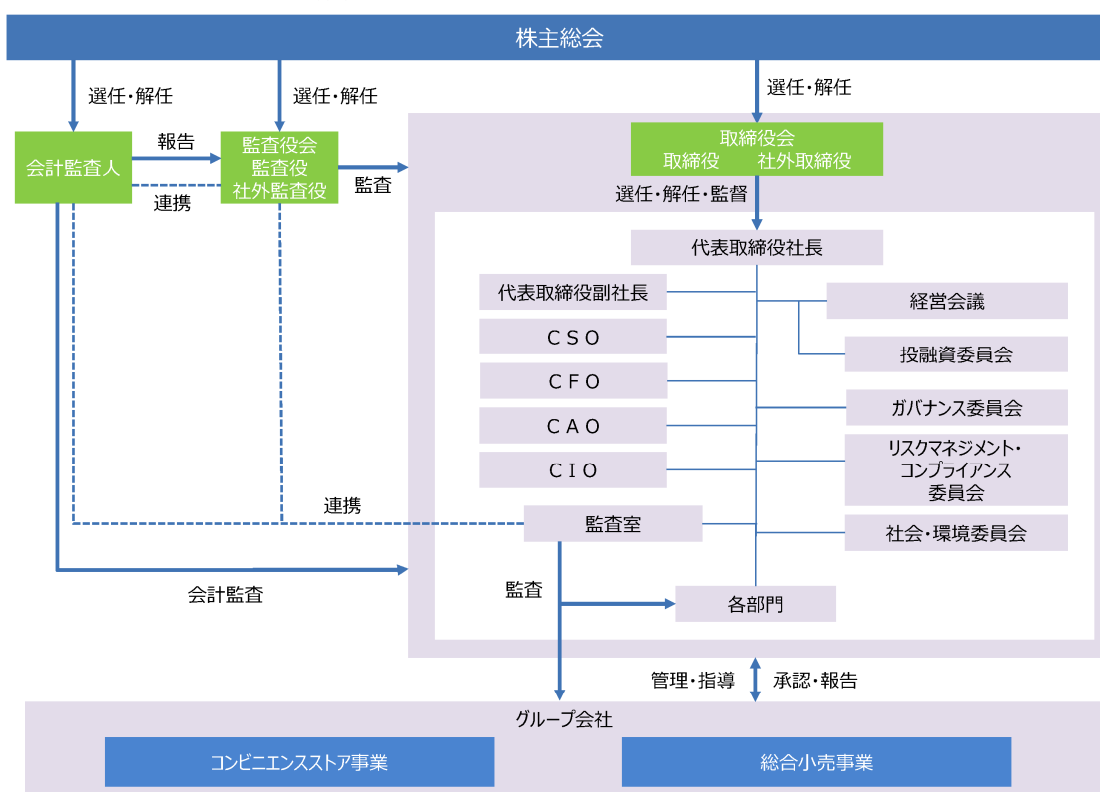 株主総会
選任・解任
選任・解任
選任・解任
会計監査人
報告
連携
監査役会
監査役
社外監査役
監査
取締役会
取締役 社外取締役
選任・解任・監督
代表取締役社長
代表取締役副社長
ＣＳＯ
ＣＦＯ
ＣＡＯ
ＣＩＯ
経営会議
投融資委員会
ガバナンス委員会
リスクマネジメント・
コンプライアンス
委員会
社会・環境委員会
連携
監査室
会計監査
監査
各部門
管理・指導
承認・報告
グループ会社
コンビニエンスストア事業
総合小売事業